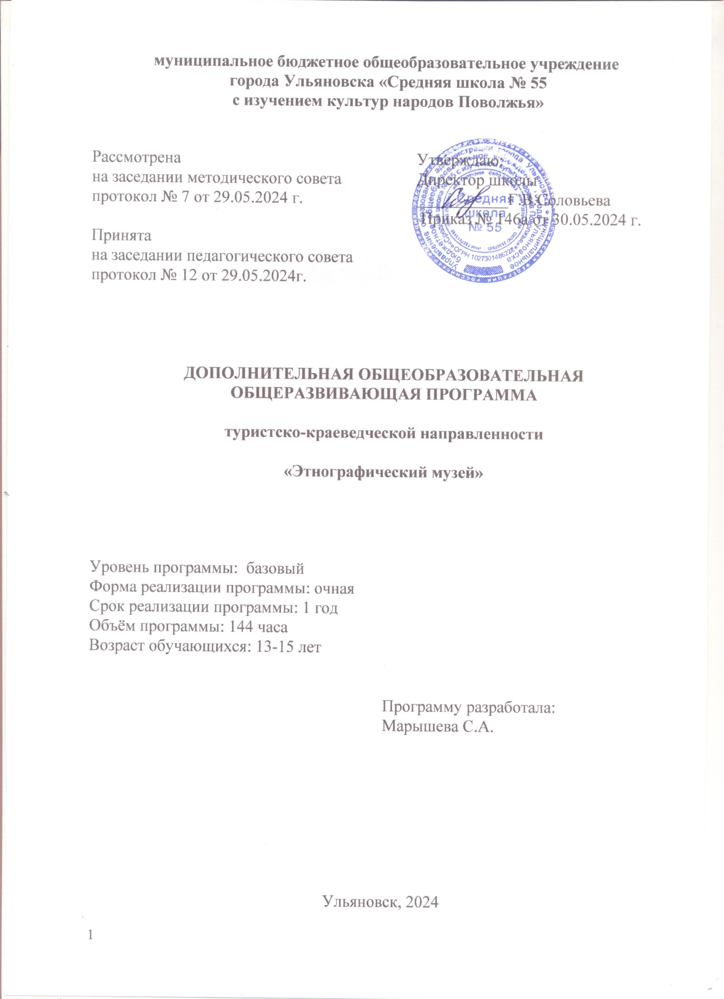 муниципальное бюджетное общеобразовательное учреждение
города Ульяновска «Средняя школа № 55
с изучением культур народов Поволжья»
Рассмотрена
на заседании методического совета
протокол № 7 от 29.05.2024 г.
Принята
на заседании педагогического совета
протокол № 12 от 29.05.2024г.
Утверждаю:
Директор школы
Г.В.Соловьева
Приказ № 146а от 30.05.2024 г.
Средняя
школа
№ 55
ОГРН 1027301486222
ДОПОЛНИТЕЛЬНАЯ ОБЩЕОБРАЗОВАТЕЛЬНАЯ
ОБЩЕРАЗВИВАЮЩАЯ ПРОГРАММА
туристско-краеведческой направленности
«Этнографический музей»
Уровень программы:  базовый
Форма реализации программы: очная
Срок реализации программы: 1 год
Объём программы: 144 часа
Возраст обучающихся: 13-15 лет
Программу разработала:
Марышева С.А.
Ульяновск, 2024
1